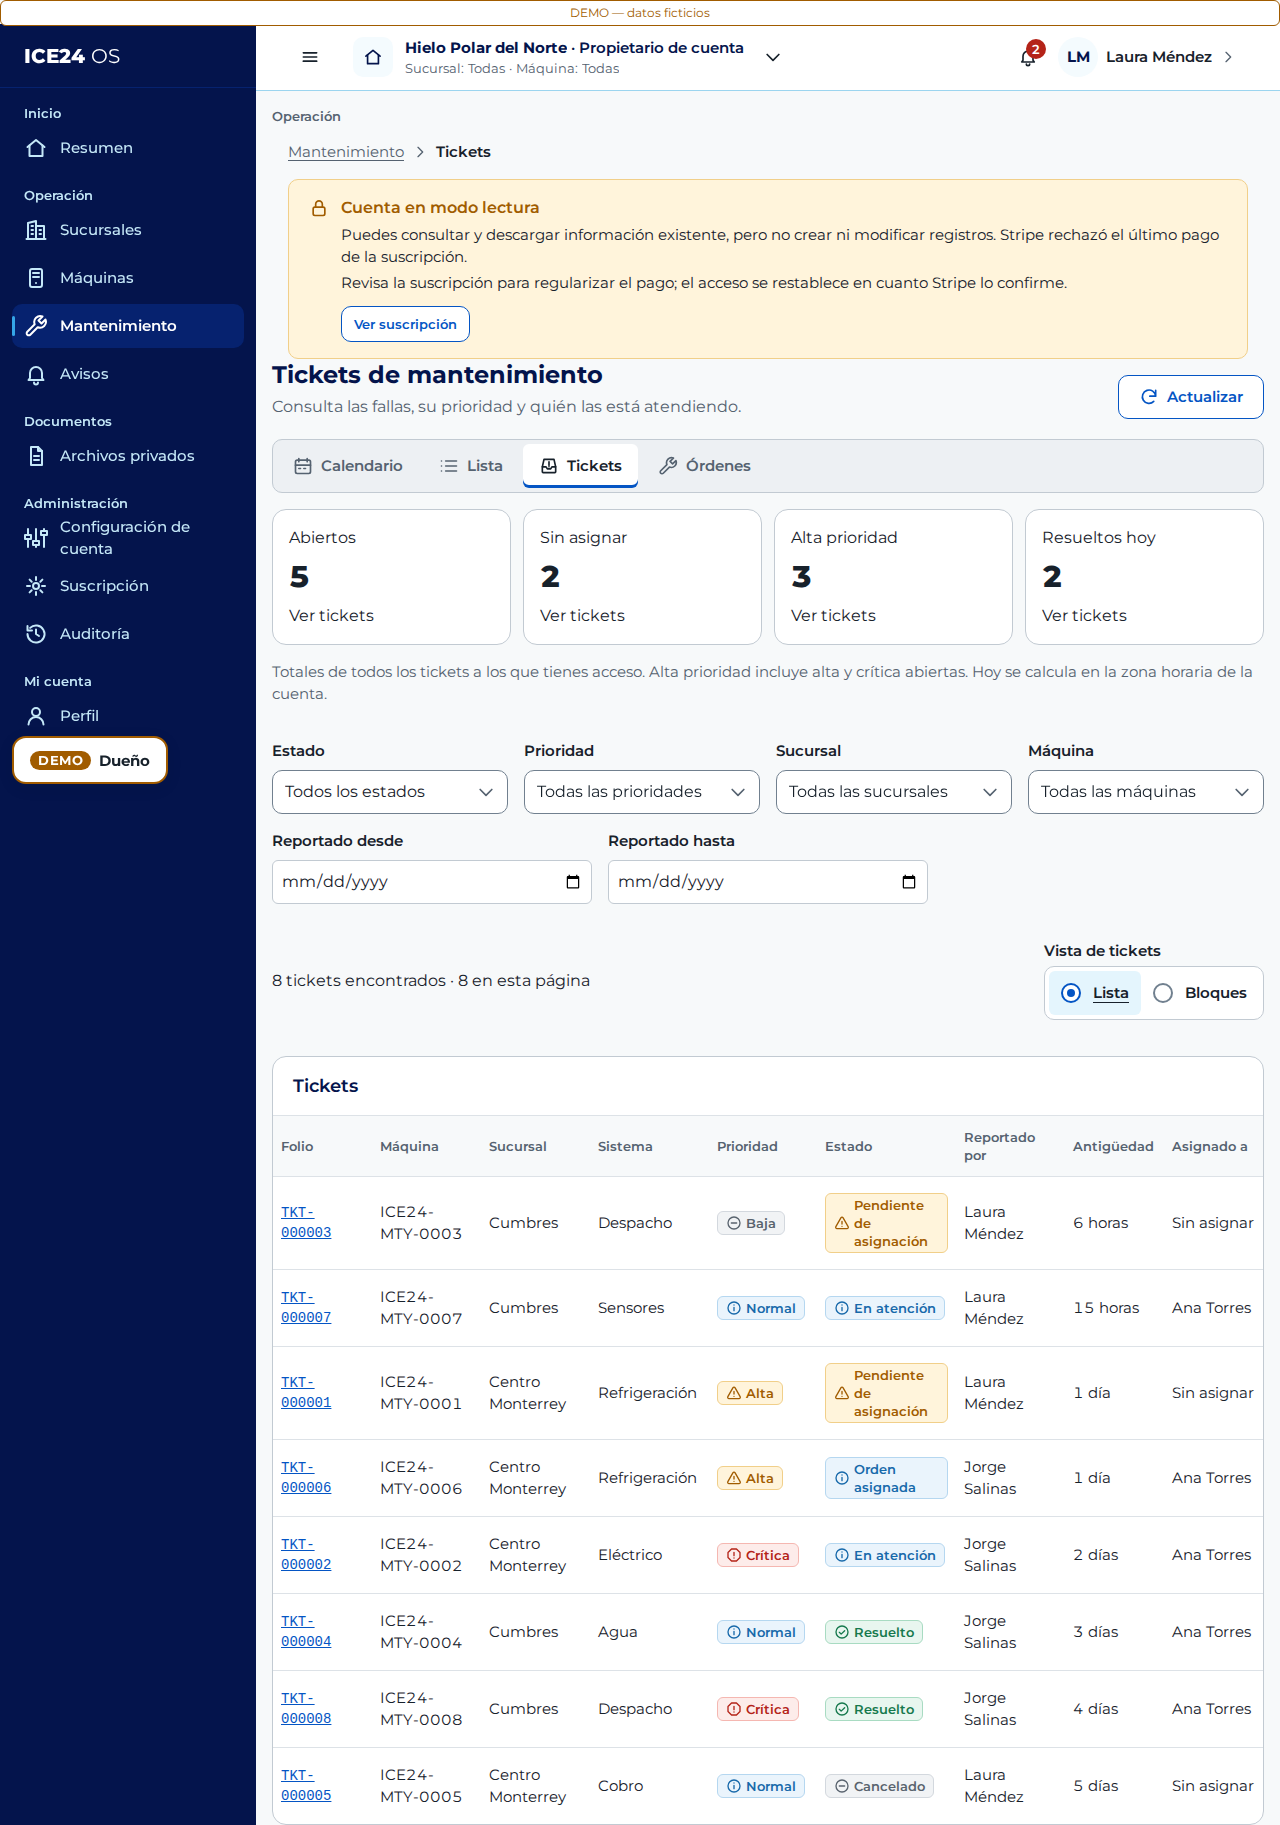 DEMO — datos ficticios
ICE24 OS
Hielo Polar del Norte · Propietario de cuenta
Sucursal: Todas · Máquina: Todas
2
LM
Laura Méndez
Inicio
Resumen
Operación
Sucursales
Máquinas
Mantenimiento
Avisos
Documentos
Archivos privados
Administración
Configuración de
cuenta
Suscripción
Auditoría
Mi cuenta
Perfil
DEMO Dueño
Operación
Mantenimiento > Tickets
Cuenta en modo lectura
Puedes consultar y descargar información existente, pero no crear ni modificar registros. Stripe rechazó el último pago
de la suscripción.
Revisa la suscripción para regularizar el pago; el acceso se restablece en cuanto Stripe lo confirme.
Ver suscripción
Tickets de mantenimiento
Consulta las fallas, su prioridad y quién las está atendiendo.
Actualizar
Calendario Lista Tickets Órdenes
Abiertos
5
Ver tickets
Sin asignar
2
Ver tickets
Alta prioridad
3
Ver tickets
Resueltos hoy
2
Ver tickets
Totales de todos los tickets a los que tienes acceso. Alta prioridad incluye alta y crítica abiertas. Hoy se calcula en la zona horaria de la
cuenta.
Estado Prioridad Sucursal Máquina
Todos los estados Todas las prioridades Todas las sucursales Todas las máquinas
Reportado desde Reportado hasta
mm/dd/yyyy mm/dd/yyyy
8 tickets encontrados · 8 en esta página
Vista de tickets
Lista Bloques
Tickets
Folio Máquina Sucursal Sistema Prioridad Estado Reportado por Antigüedad Asignado a
TKT-000003 ICE24-MTY-0003 Cumbres Despacho Baja Pendiente de asignación Laura Méndez 6 horas Sin asignar
TKT-000007 ICE24-MTY-0007 Cumbres Sensores Normal En atención Laura Méndez 15 horas Ana Torres
TKT-000001 ICE24-MTY-0001 Centro Monterrey Refrigeración Alta Pendiente de asignación Laura Méndez 1 día Sin asignar
TKT-000006 ICE24-MTY-0006 Centro Monterrey Refrigeración Alta Orden asignada Jorge Salinas 1 día Ana Torres
TKT-000002 ICE24-MTY-0002 Centro Monterrey Eléctrico Crítica En atención Jorge Salinas 2 días Ana Torres
TKT-000004 ICE24-MTY-0004 Cumbres Agua Normal Resuelto Jorge Salinas 3 días Ana Torres
TKT-000008 ICE24-MTY-0008 Cumbres Despacho Crítica Resuelto Jorge Salinas 4 días Ana Torres
TKT-000005 ICE24-MTY-0005 Centro Monterrey Cobro Normal Cancelado Laura Méndez 5 días Sin asignar